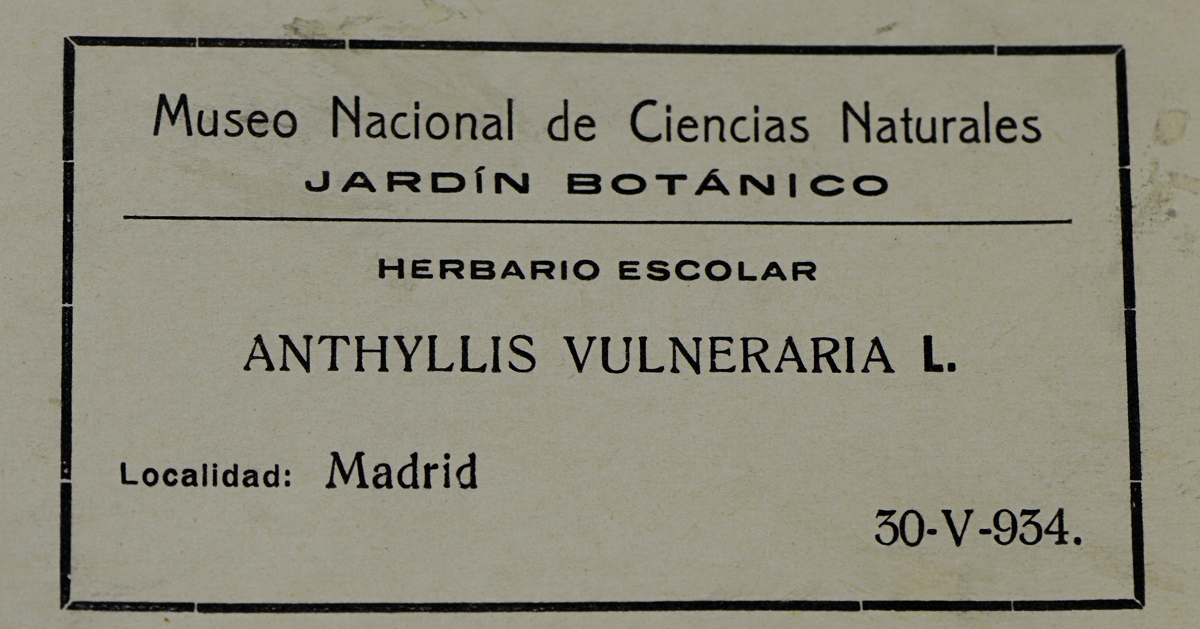 Museo Nacional de Ciencias Naturales
JARDÍN BOTÁNICO
HERBARIO ESCOLAR
ANTHYLLIS VULNERARIA L.
Localidad: Madrid
30-V-934.